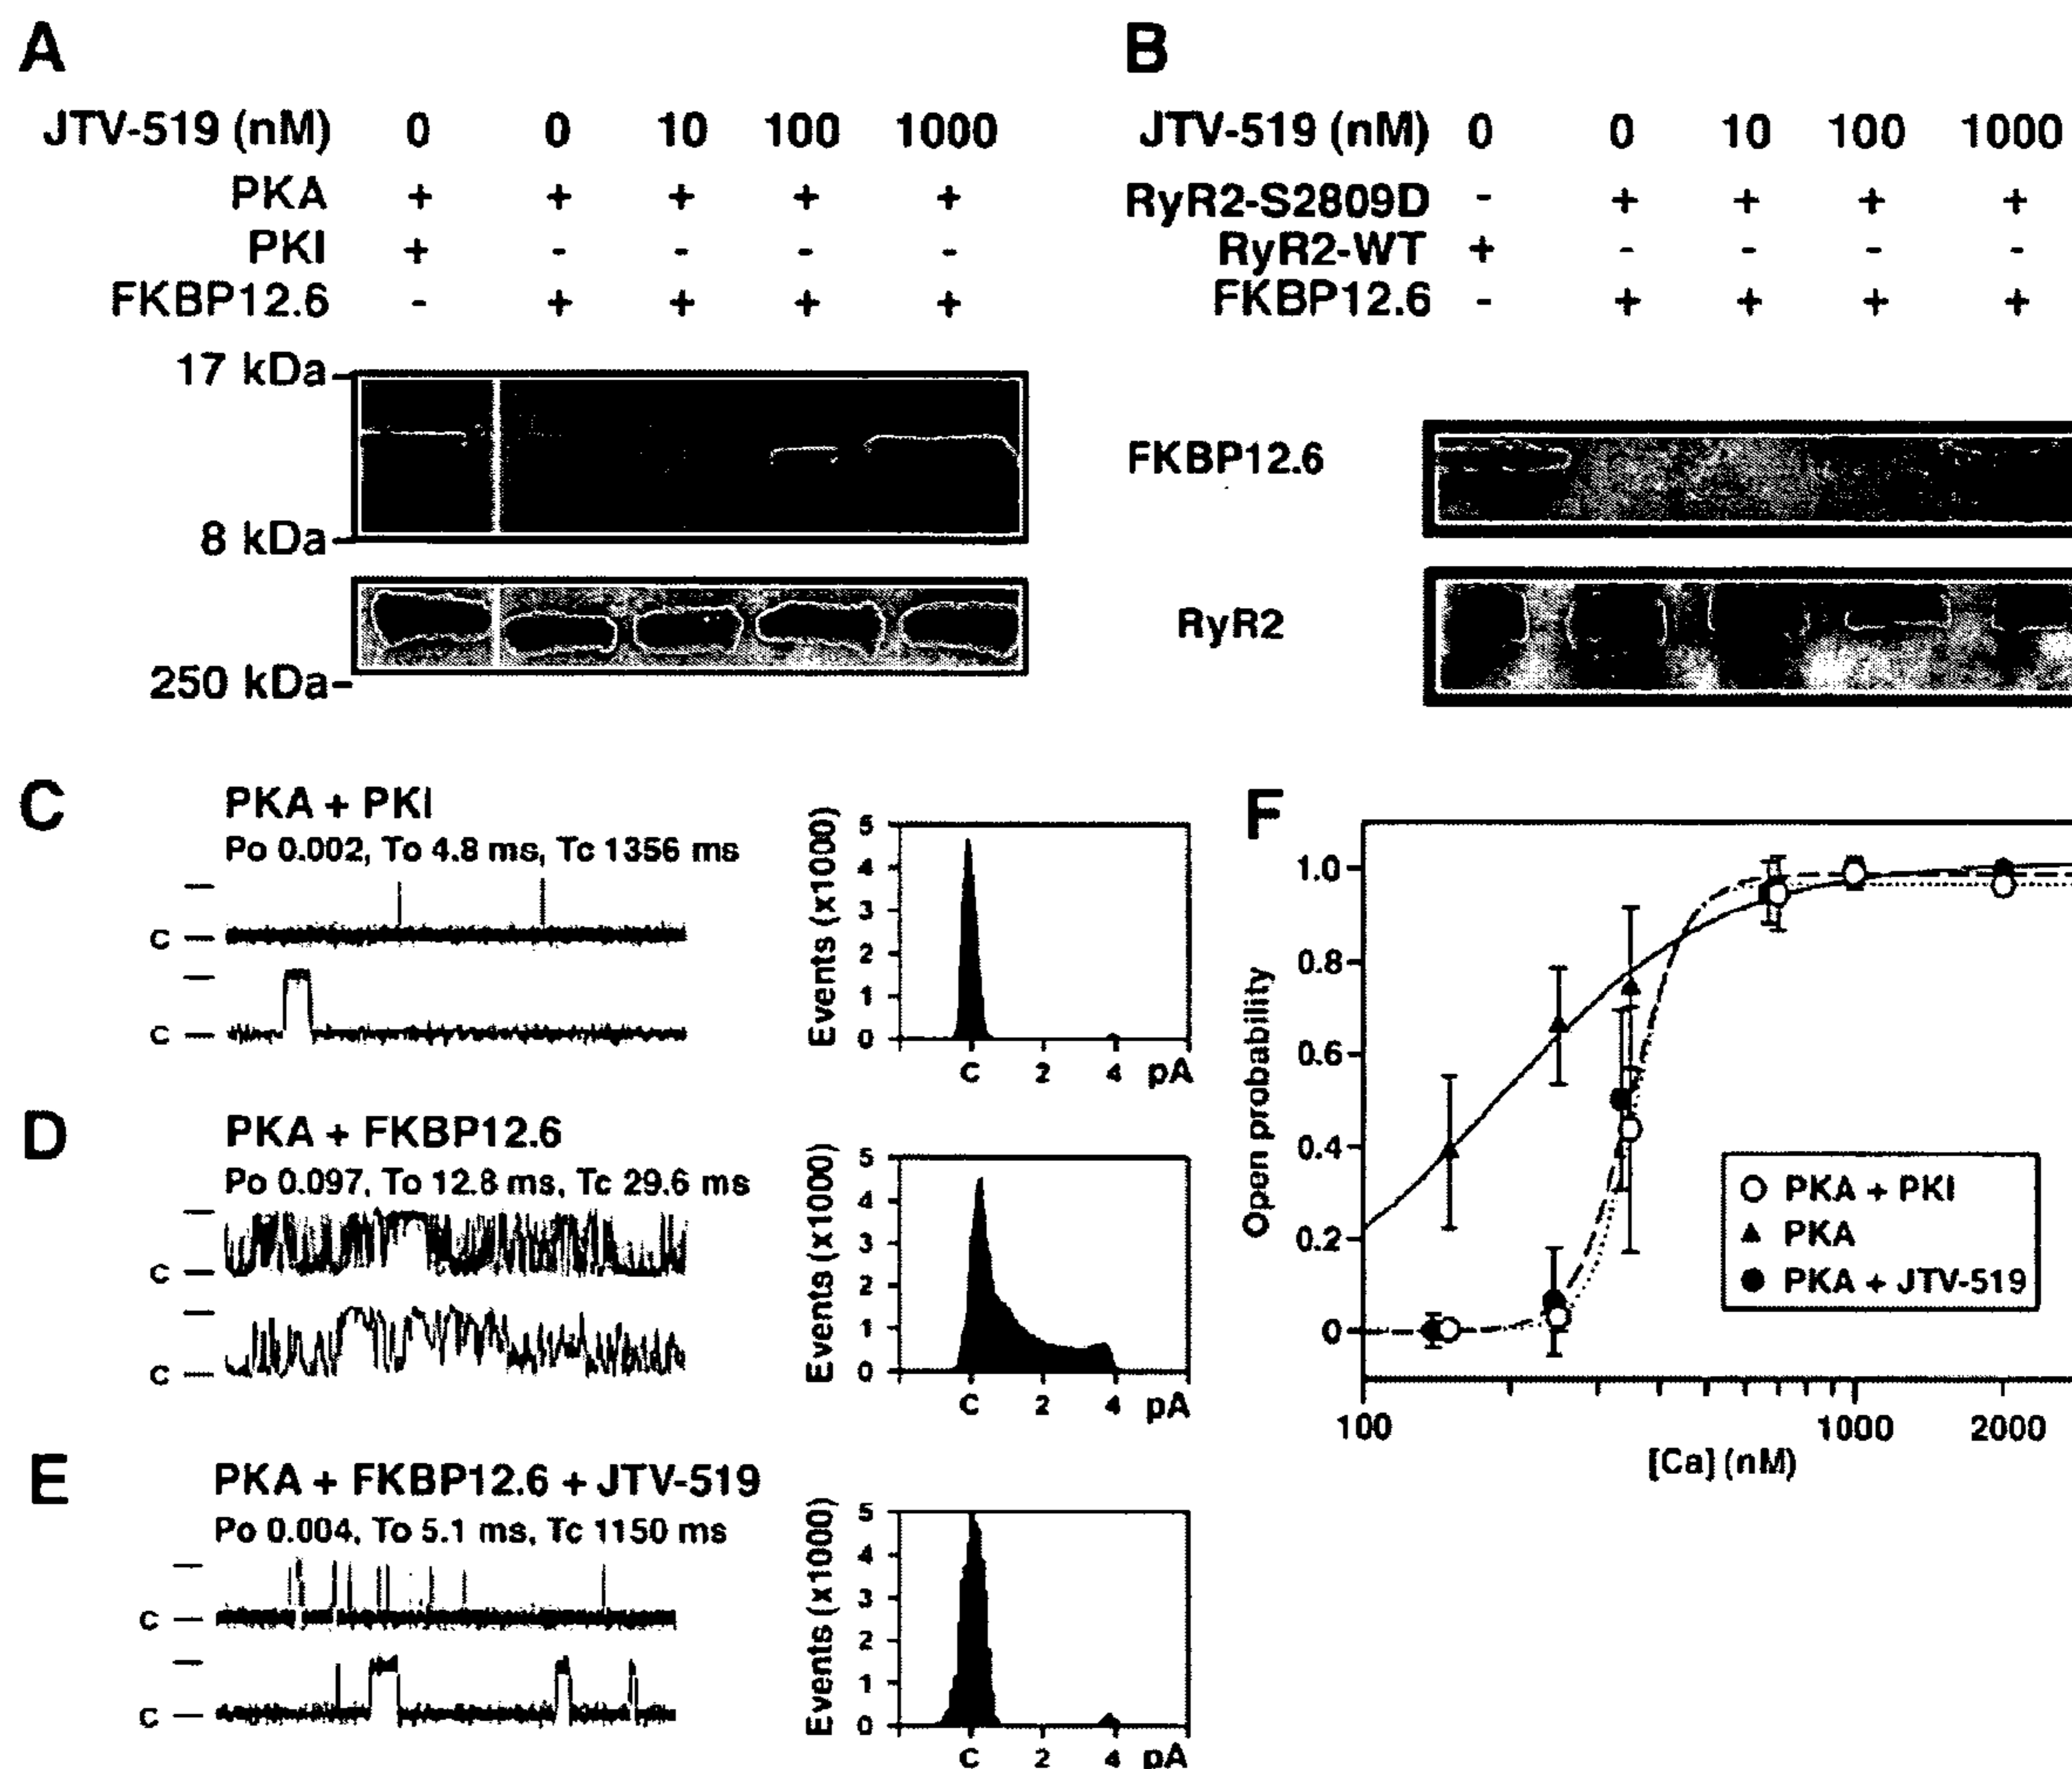 A
JTV-519 (nM) 0 0 10 100 1000
PKA + + + + +
PKI + - - - -
FKBP12.6 - + + + +
17 kDa
8 kDa
250 kDa
B
JTV-519 (nM) 0 0 10 100 1000
RyR2-S2809D - + + + +
RyR2-WT + - - - -
FKBP12.6 - + + + +
FKBP12.6
RyR2
C
PKA + PKI
Po 0.002, To 4.8 ms, Tc 1356 ms
C
C
Events (x1000)
5
4
3
2
1
0
C 2 4 pA
D
PKA + FKBP12.6
Po 0.097, To 12.8 ms, Tc 29.6 ms
C
C
Events (x1000)
5
4
3
2
1
0
C 2 4 pA
E
PKA + FKBP12.6 + JTV-519
Po 0.004, To 5.1 ms, Tc 1150 ms
C
C
Events (x1000)
5
4
3
2
1
0
C 2 4 pA
F
Open probability
1.0
0.8
0.6
0.4
0.2
0
PKA + PKI
PKA
PKA + JTV-519
100 1000 2000
[Ca] (nM)